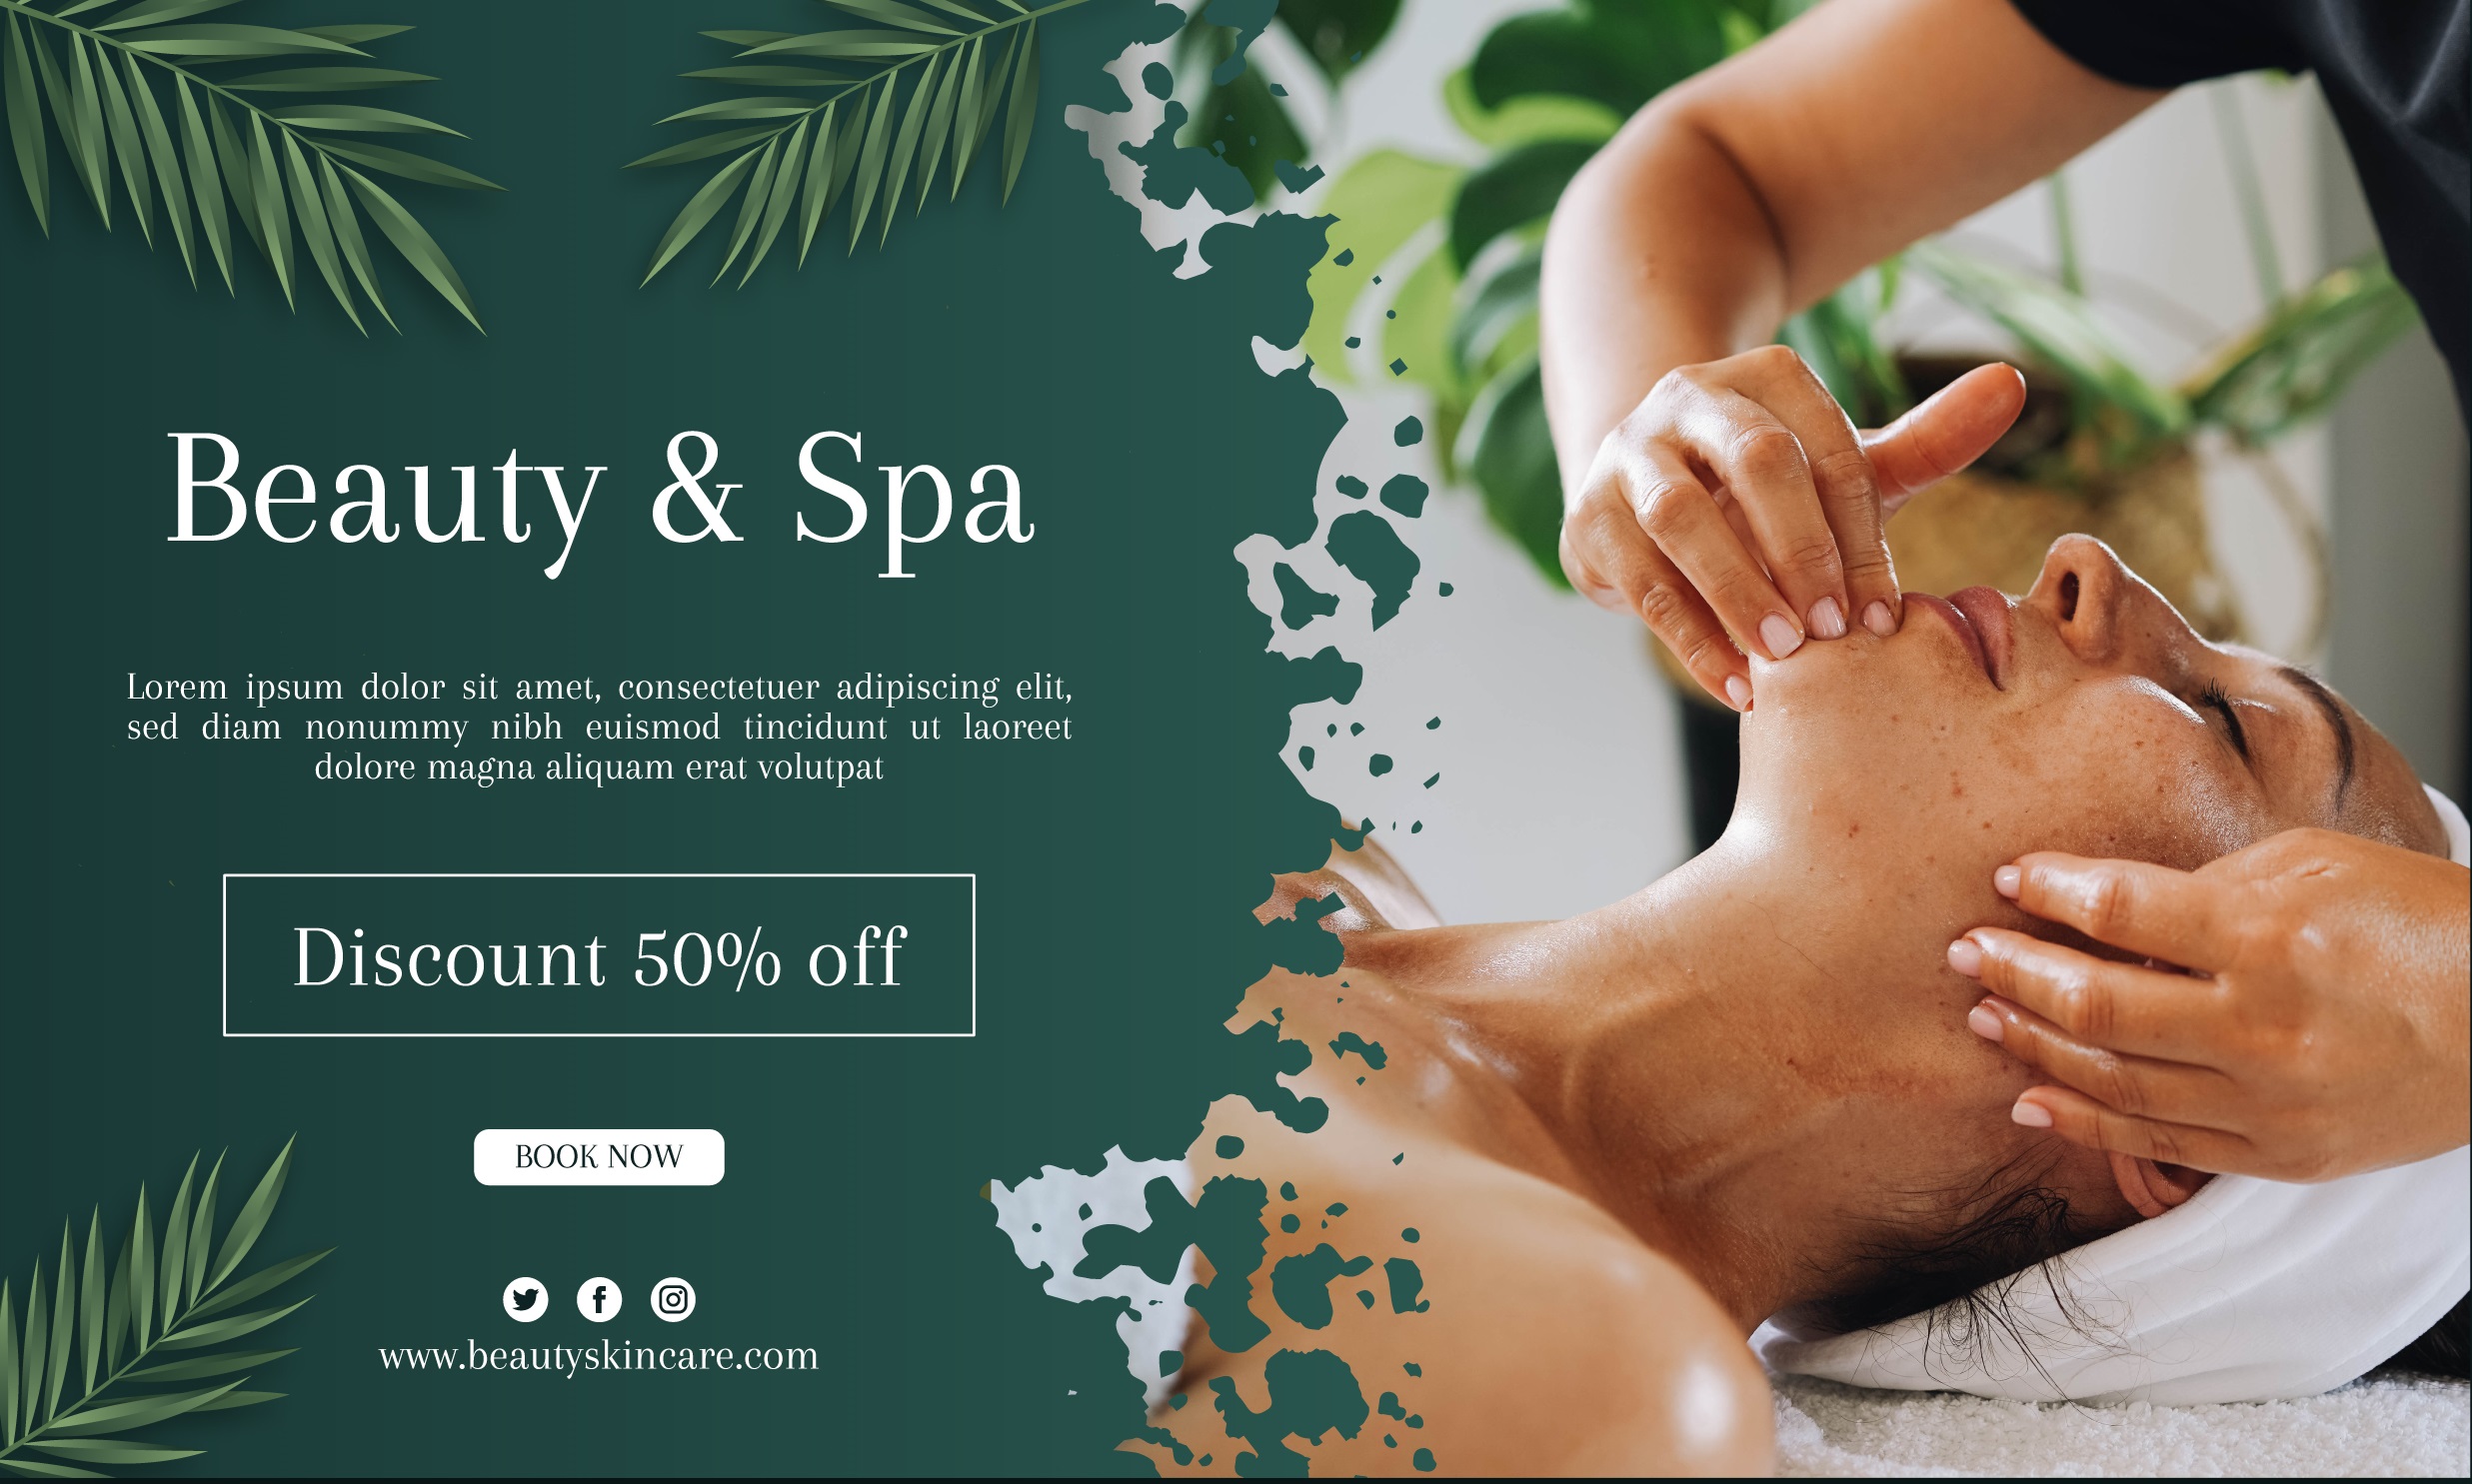 Beauty & Spa
Lorem ipsum dolor sit amet, consectetuer adipiscing elit,
sed diam nonummy nibh euismod tincidunt ut laoreet
dolore magna aliquam erat volutpat
Discount 50% off
BOOK NOW
www.beautyskincare.com